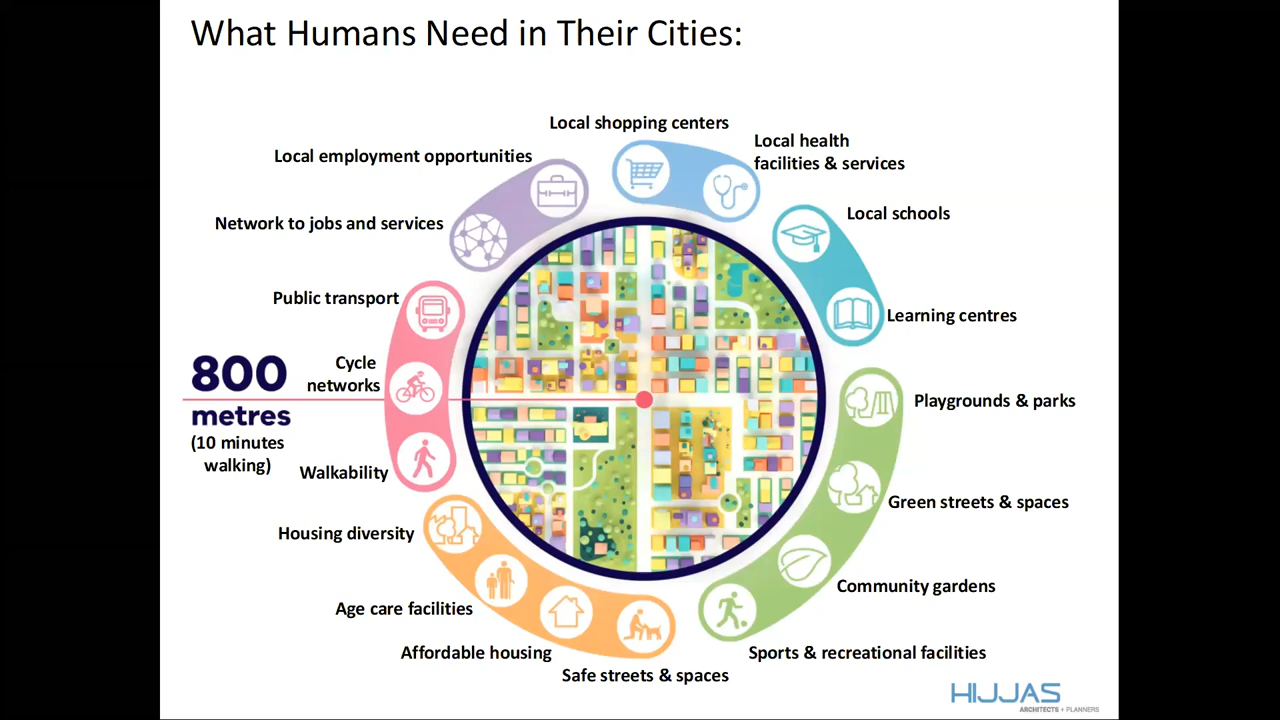 What Humans Need in Their Cities:
Local shopping centers
Local health
facilities & services
Local employment opportunities
Local schools
Network to jobs and services
Public transport
Learning centres
800
metres
(10 minutes
walking)
Cycle
networks
Playgrounds & parks
Walkability
Green streets & spaces
Housing diversity
Community gardens
Age care facilities
Affordable housing
Sports & recreational facilities
Safe streets & spaces
HIJJAS
ARCHITECTS + PLANNERS